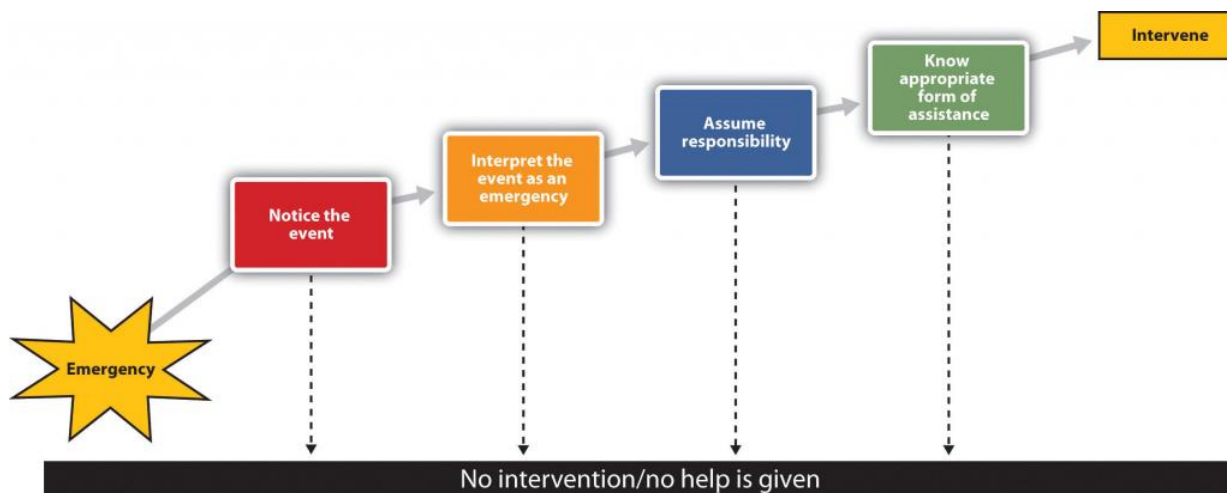 Emergency
Notice the
event
Interpret the
event as an
emergency
Assume
responsibility
Know
appropriate
form of
assistance
Intervene
No intervention/no help is given